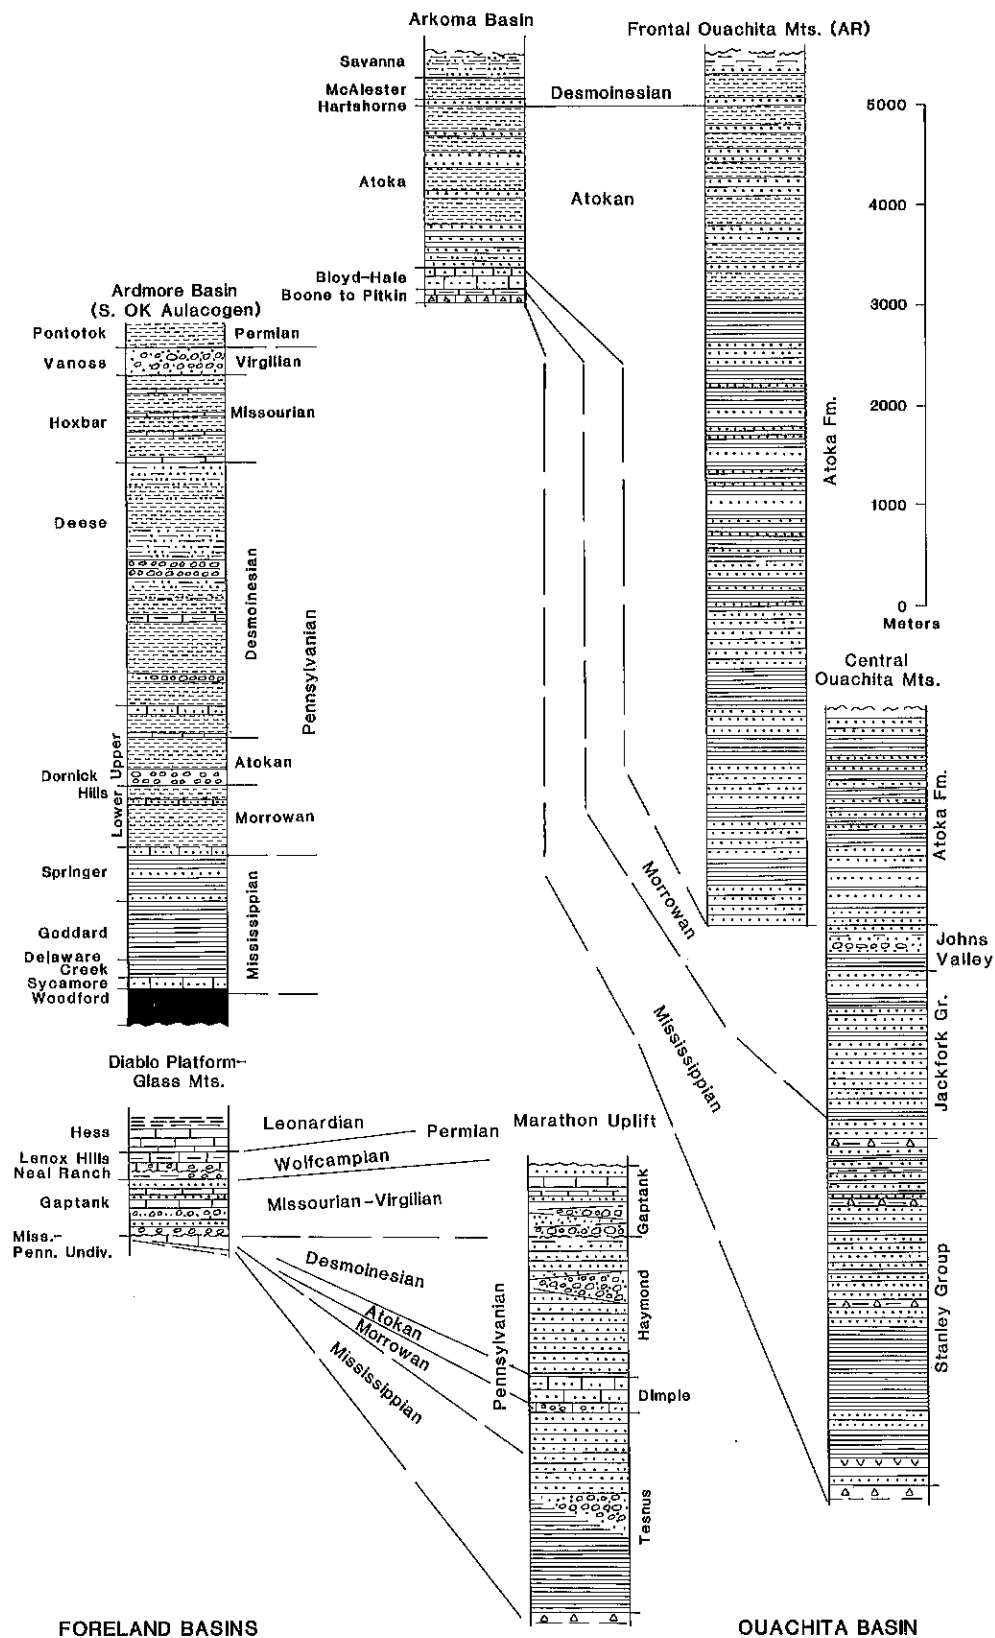 Arkoma Basin
Savanna
McAlester
Hartshorne
Atoka
Bloyd-Hale
Boone to Pitkin
Desmoinesian
Atokan
Frontal Ouachita Mts. (AR)
Atoka Fm.
5000
4000
3000
2000
1000
0
Meters
Ardmore Basin
(S. OK Aulacogen)
Pontotok
Vanoss
Hoxbar
Deese
Upper
Dornick
Hills
Lower
Springer
Goddard
Delaware
Creek
Sycamore
Woodford
Permian
Virgilian
Missourian
Desmoinesian
Atokan
Morrowan
Pennsylvanian
Mississippian
Morrowan
Mississippian
Central
Ouachita Mts.
Atoka Fm.
Johns
Valley
Jackfork Gr.
Stanley Group
Diablo Platform-
Glass Mts.
Hess
Lenox Hills
Neal Ranch
Gaptank
Miss.-
Penn. Undiv.
Leonardian
Permian
Wolfcampian
Missourian-Virgilian
Desmoinesian
Atokan
Morrowan
Mississippian
Pennsylvanian
Marathon Uplift
Gaptank
Haymond
Dimple
Tesnus
FORELAND BASINS
OUACHITA BASIN